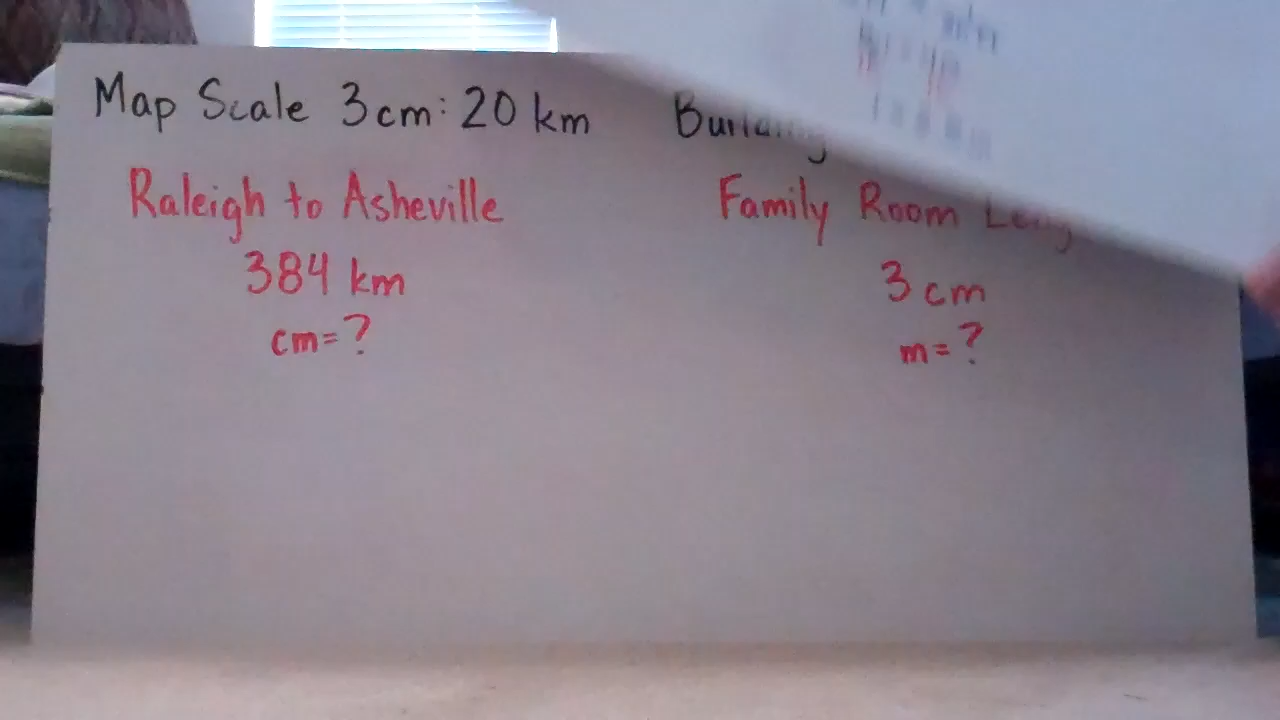 Map Scale 3cm: 20 km
Raleigh to Asheville
384 km
cm=?
Family Room
3 cm
m=?